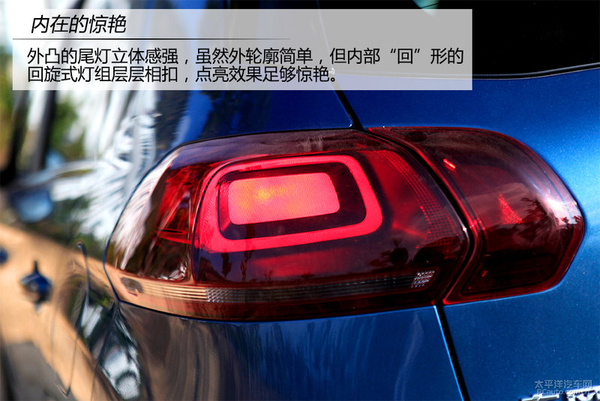 内在的惊艳
外凸的尾灯立体感强，虽然外轮廓简单，但内部“回”形的
回旋式灯组层层相扣，点亮效果足够惊艳。
太平洋汽车网